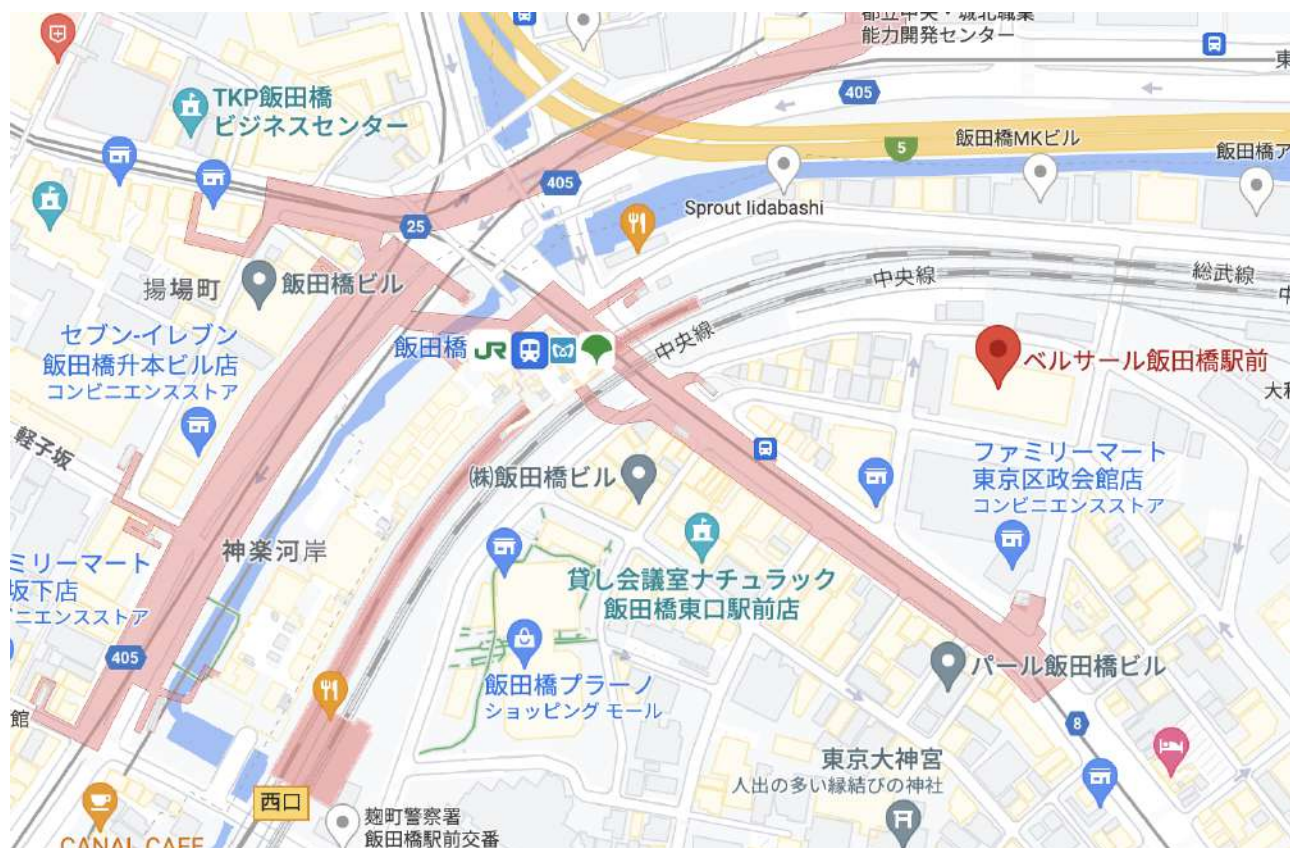 都立中央・城北職業
能力開発センター
TKP飯田橋
ビジネスセンター
405
東
5
飯田橋MKビル
飯田橋ア
405
Sprout Iidabashi
25
揚場町
飯田橋ビル
中央線
総武線
中
セブン-イレブン
飯田橋升本ビル店
コンビニエンスストア
飯田橋
JR
中央線
ベルサール飯田橋駅前
大和
軽子坂
(株)飯田橋ビル
ファミリーマート
東京区政会館店
コンビニエンスストア
神楽河岸
ミリーマート
坂下店
ニエンスストア
貸し会議室ナチュラック
飯田橋東口駅前店
405
飯田橋プラーノ
ショッピング モール
パール飯田橋ビル
館
8
東京大神宮
人出の多い縁結びの神社
西口
麹町警察署
飯田橋駅前交番
CANAL CAFE